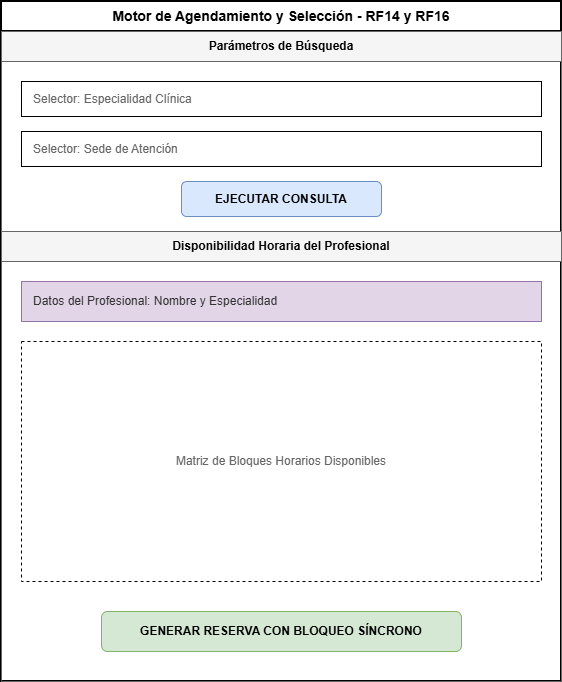 Motor de Agendamiento y Selección - RF14 y RF16
Parámetros de Búsqueda
Selector: Especialidad Clínica
Selector: Sede de Atención
EJECUTAR CONSULTA
Disponibilidad Horaria del Profesional
Datos del Profesional: Nombre y Especialidad
Matriz de Bloques Horarios Disponibles
GENERAR RESERVA CON BLOQUEO SÍNCRONO